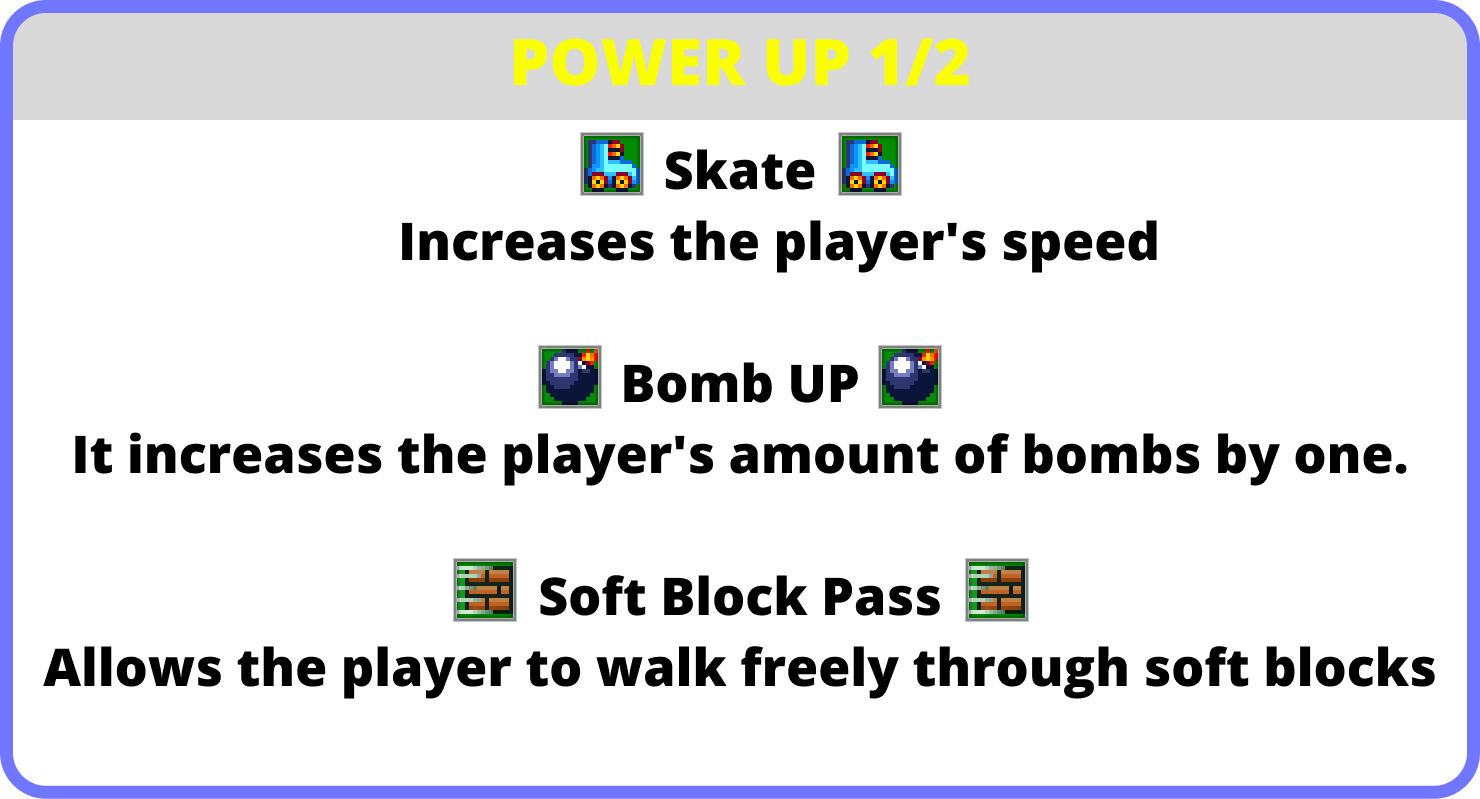 POWER UP 1/2
Skate
Increases the player's speed
Bomb UP
It increases the player's amount of bombs by one.
Soft Block Pass
Allows the player to walk freely through soft blocks